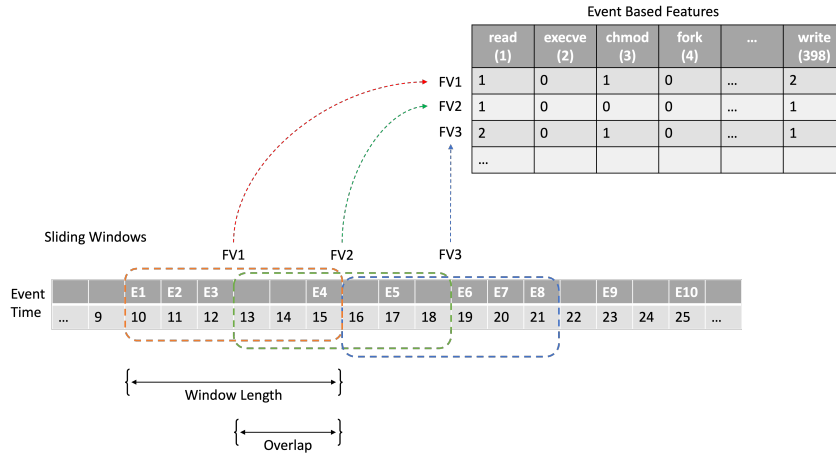 Event Based Features
read (1) execve (2) chmod (3) fork (4) ... write (398)
FV1 1 0 1 0 ... 2
FV2 1 0 0 0 ... 1
FV3 2 0 1 0 ... 1
...
Sliding Windows
FV1 FV2 FV3
Event E1 E2 E3 E4 E5 E6 E7 E8 E9 E10
Time ... 9 10 11 12 13 14 15 16 17 18 19 20 21 22 23 24 25 ...
Window Length
Overlap